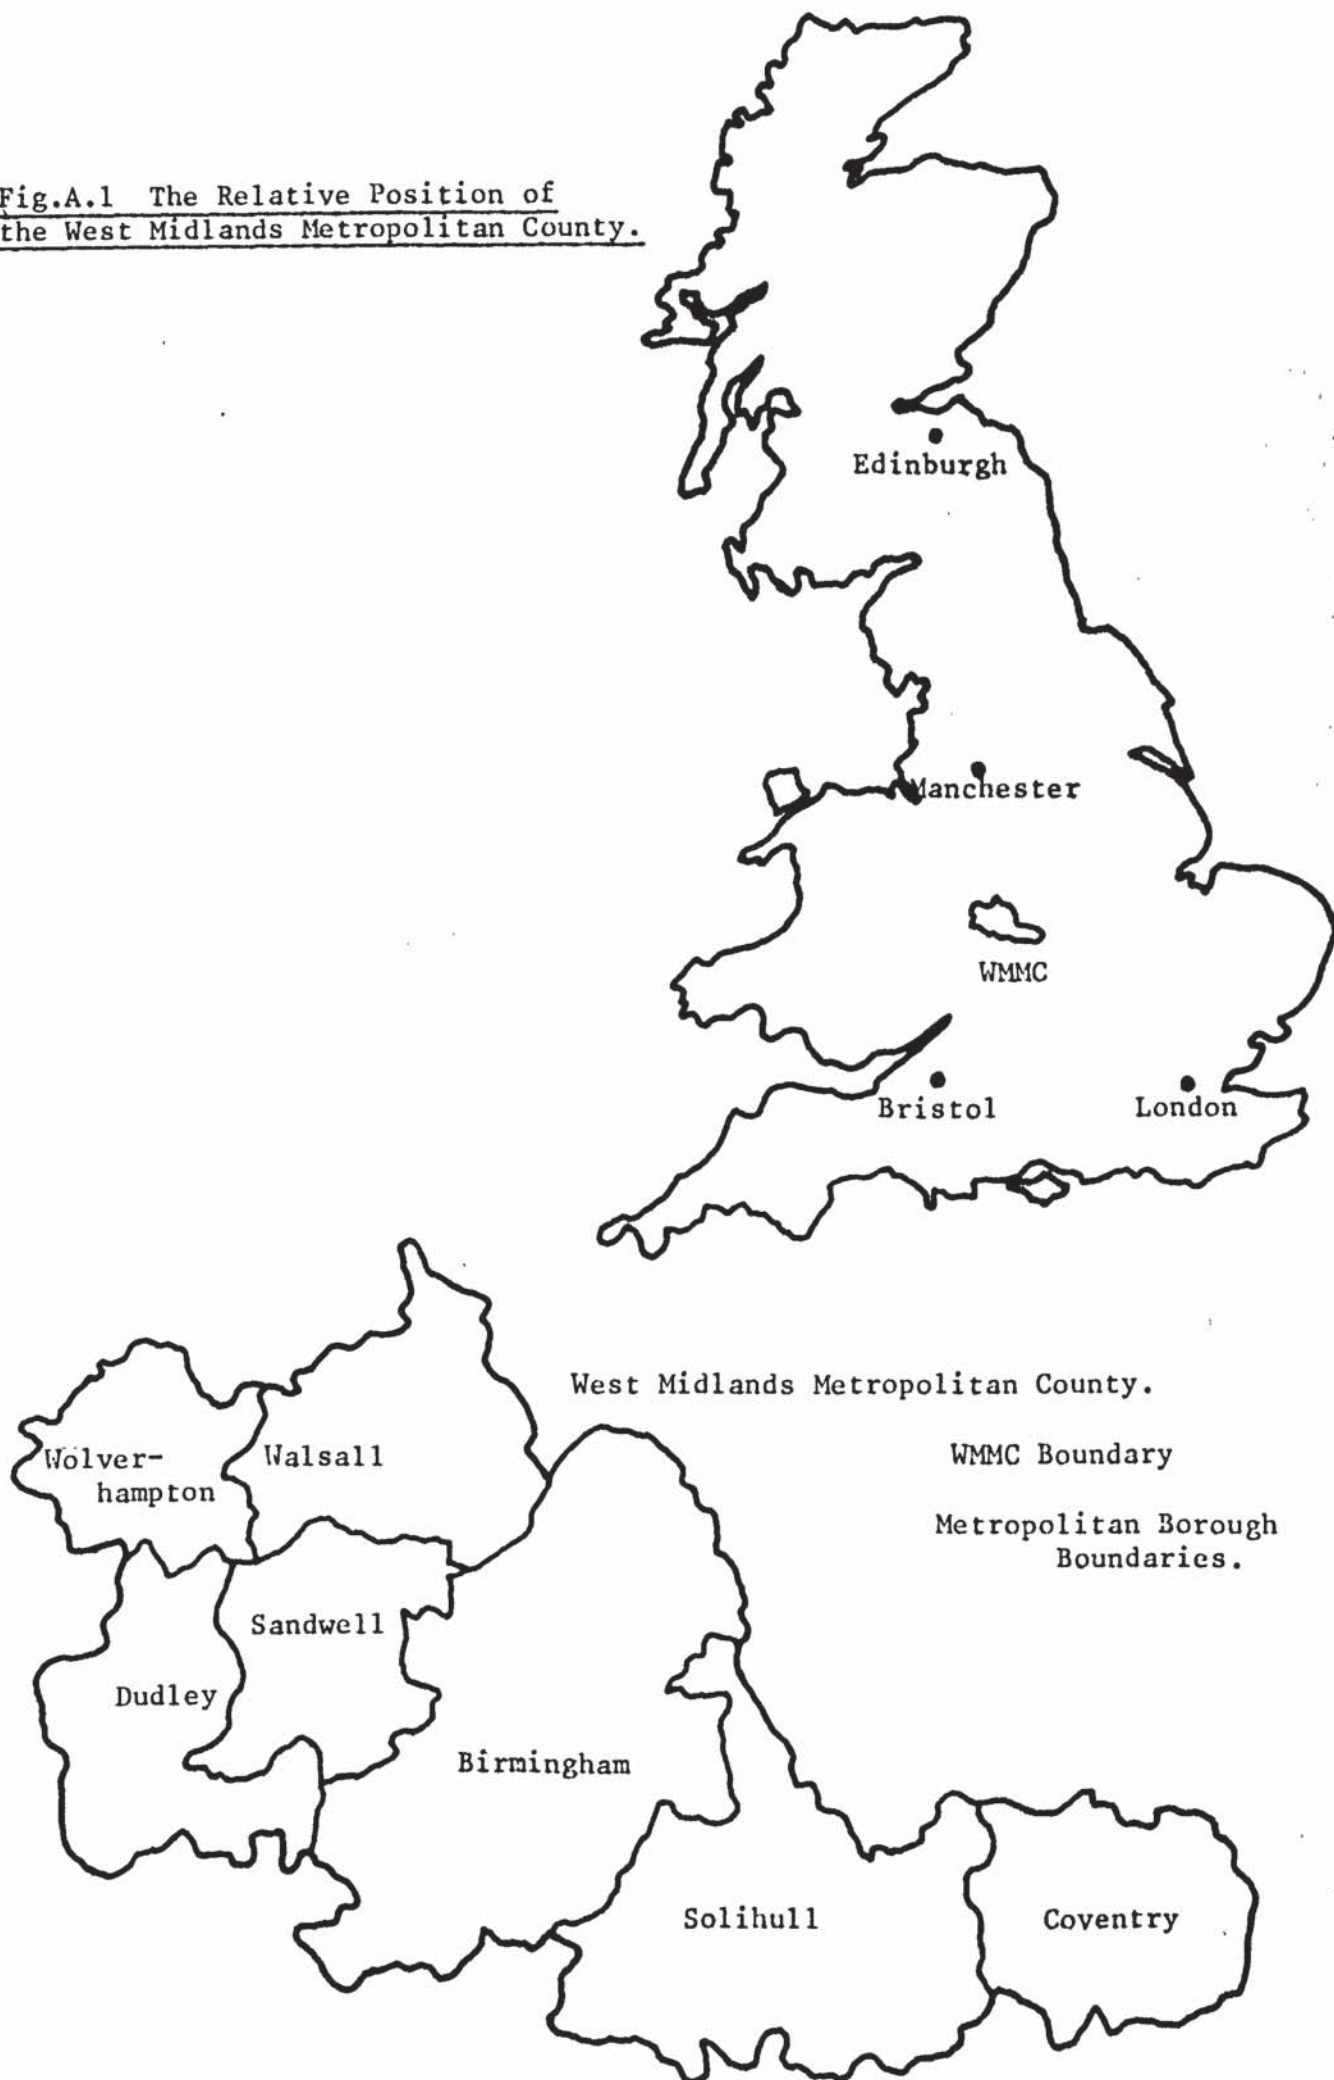 Fig.A.1 The Relative Position of
the West Midlands Metropolitan County.
Edinburgh
Manchester
WMMC
Bristol
London
West Midlands Metropolitan County.
WMMC Boundary
Metropolitan Borough
Boundaries.
Wolver-
hampton
Walsall
Sandwell
Dudley
Birmingham
Solihull
Coventry